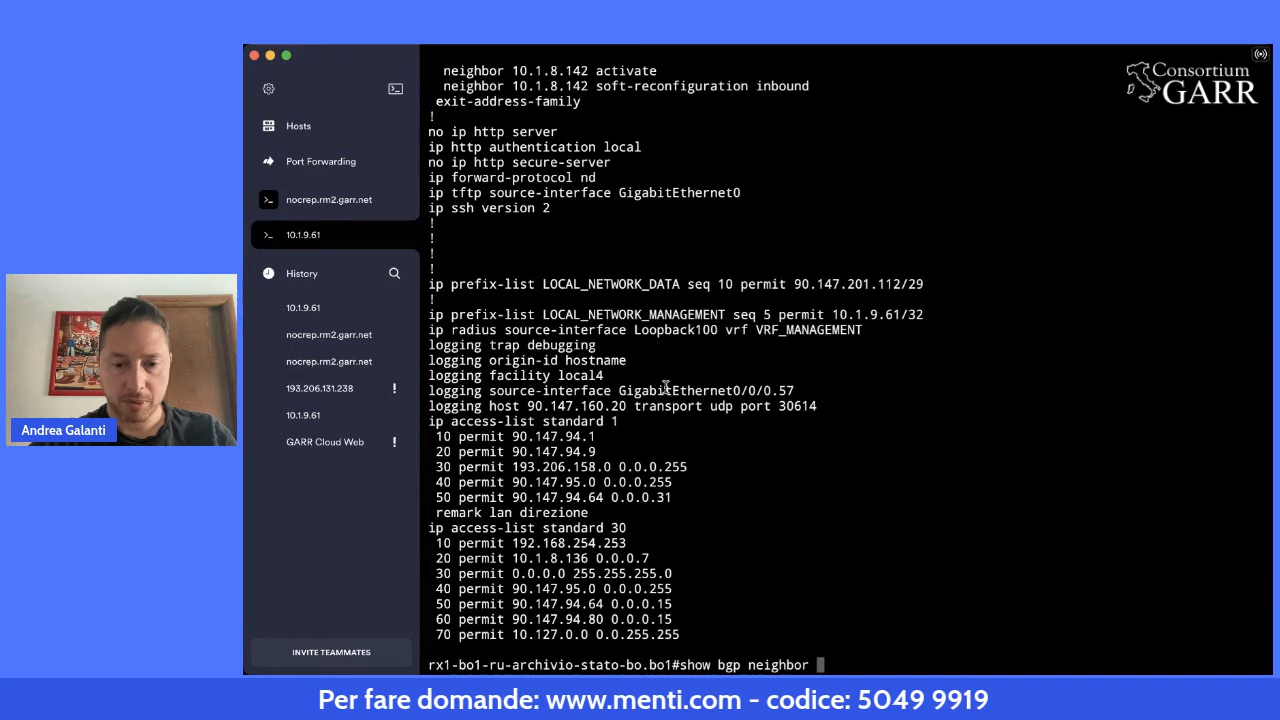 Consortium
GARR
Hosts
Port Forwarding
nocrep.rm2.garr.net
10.1.9.61
History
10.1.9.61
nocrep.rm2.garr.net
nocrep.rm2.garr.net
193.206.131.238 !
10.1.9.61
GARR Cloud Web !
INVITE TEAMMATES
neighbor 10.1.8.142 activate
neighbor 10.1.8.142 soft-reconfiguration inbound
exit-address-family
!
no ip http server
ip http authentication local
no ip http secure-server
ip forward-protocol nd
ip tftp source-interface GigabitEthernet0
ip ssh version 2
!
!
!
!
ip prefix-list LOCAL_NETWORK_DATA seq 10 permit 90.147.201.112/29
!
ip prefix-list LOCAL_NETWORK_MANAGEMENT seq 5 permit 10.1.9.61/32
ip radius source-interface Loopback100 vrf VRF_MANAGEMENT
logging trap debugging
logging origin-id hostname
logging facility local4
logging source-interface GigabitEthernet0/0/0.57
logging host 90.147.160.20 transport udp port 30614
ip access-list standard 1
10 permit 90.147.94.1
20 permit 90.147.94.9
30 permit 193.206.158.0 0.0.0.255
40 permit 90.147.95.0 0.0.0.255
50 permit 90.147.94.64 0.0.0.31
remark lan direzione
ip access-list standard 30
10 permit 192.168.254.253
20 permit 10.1.8.136 0.0.0.7
30 permit 0.0.0.0 255.255.255.0
40 permit 90.147.95.0 0.0.0.255
50 permit 90.147.94.64 0.0.0.15
60 permit 90.147.94.80 0.0.0.15
70 permit 10.127.0.0 0.0.255.255
rx1-bo1-ru-archivio-stato-bo.bo1#show bgp neighbor
Andrea Galanti
Per fare domande: www.menti.com - codice: 5049 9919